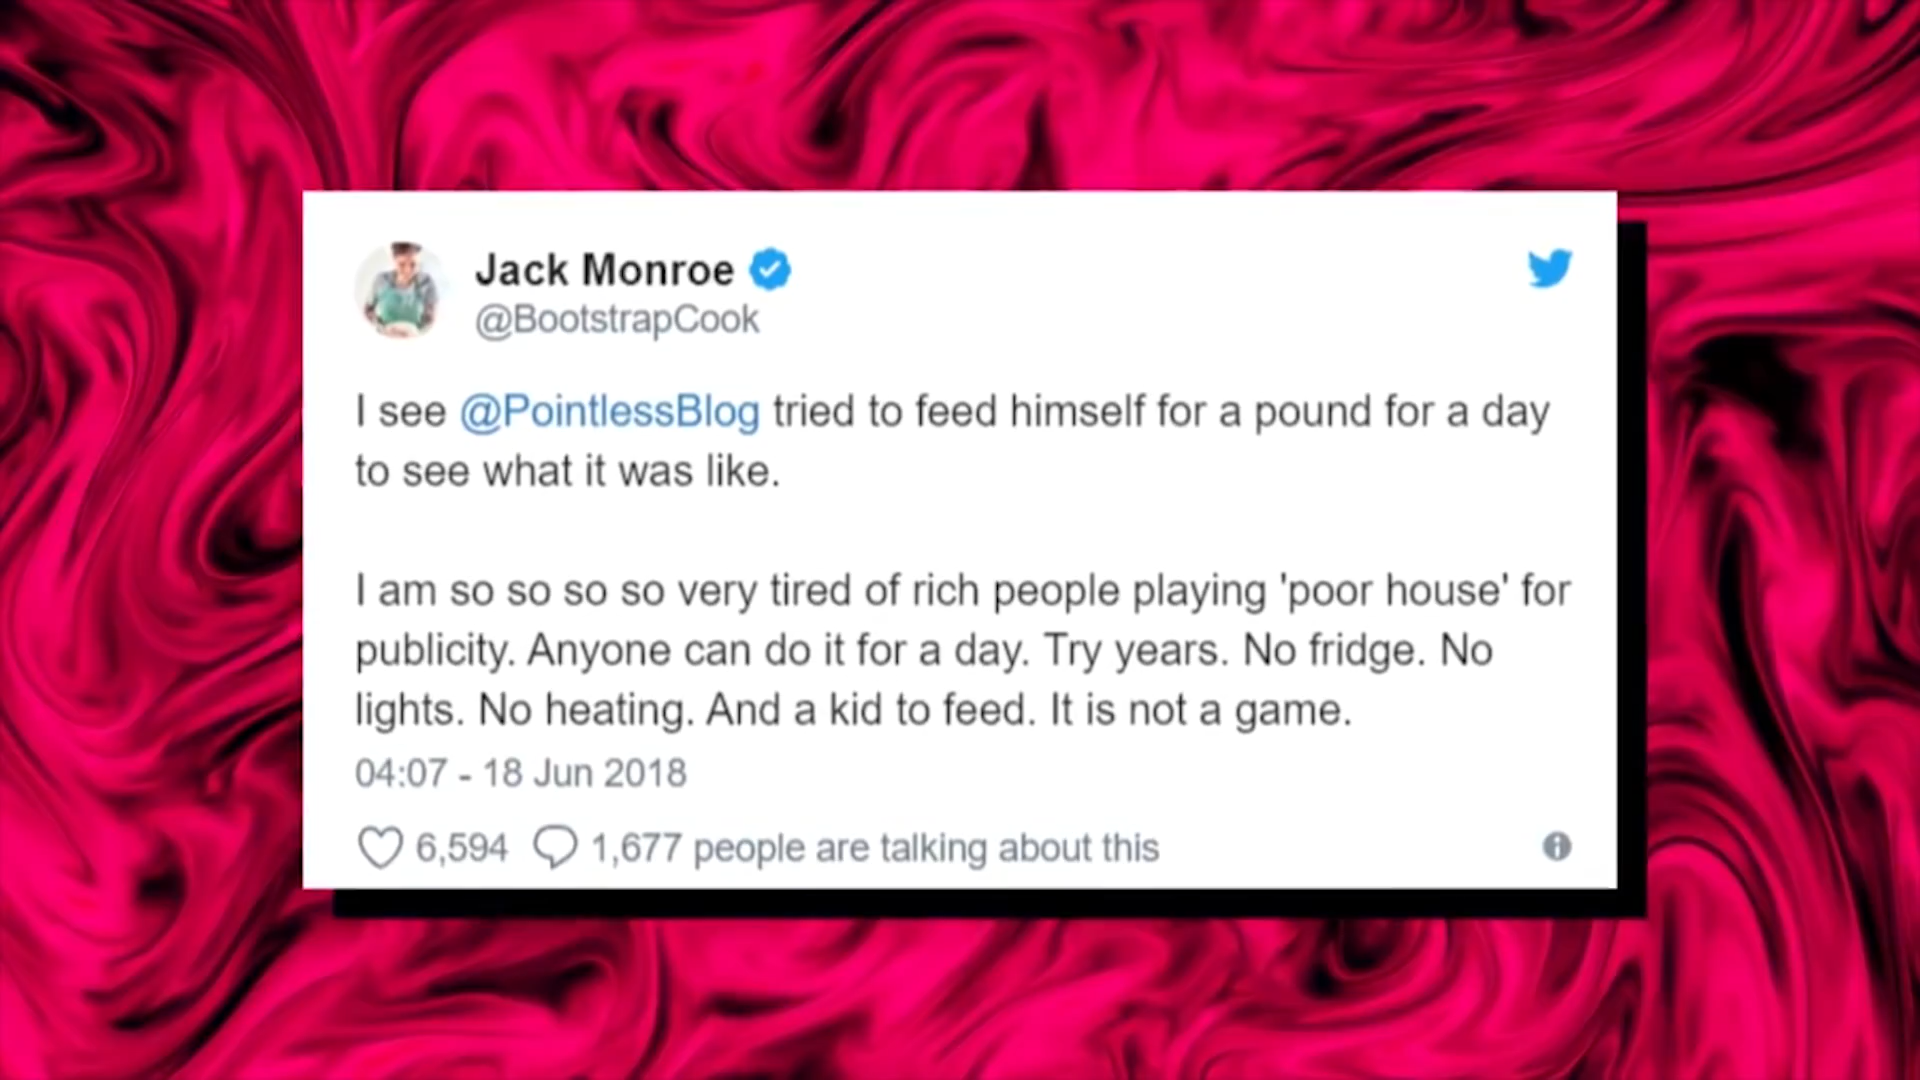 Jack Monroe
@BootstrapCook
I see @PointlessBlog tried to feed himself for a pound for a day
to see what it was like.
I am so so so so very tired of rich people playing 'poor house' for
publicity. Anyone can do it for a day. Try years. No fridge. No
lights. No heating. And a kid to feed. It is not a game.
04:07 - 18 Jun 2018
6,594 1,677 people are talking about this